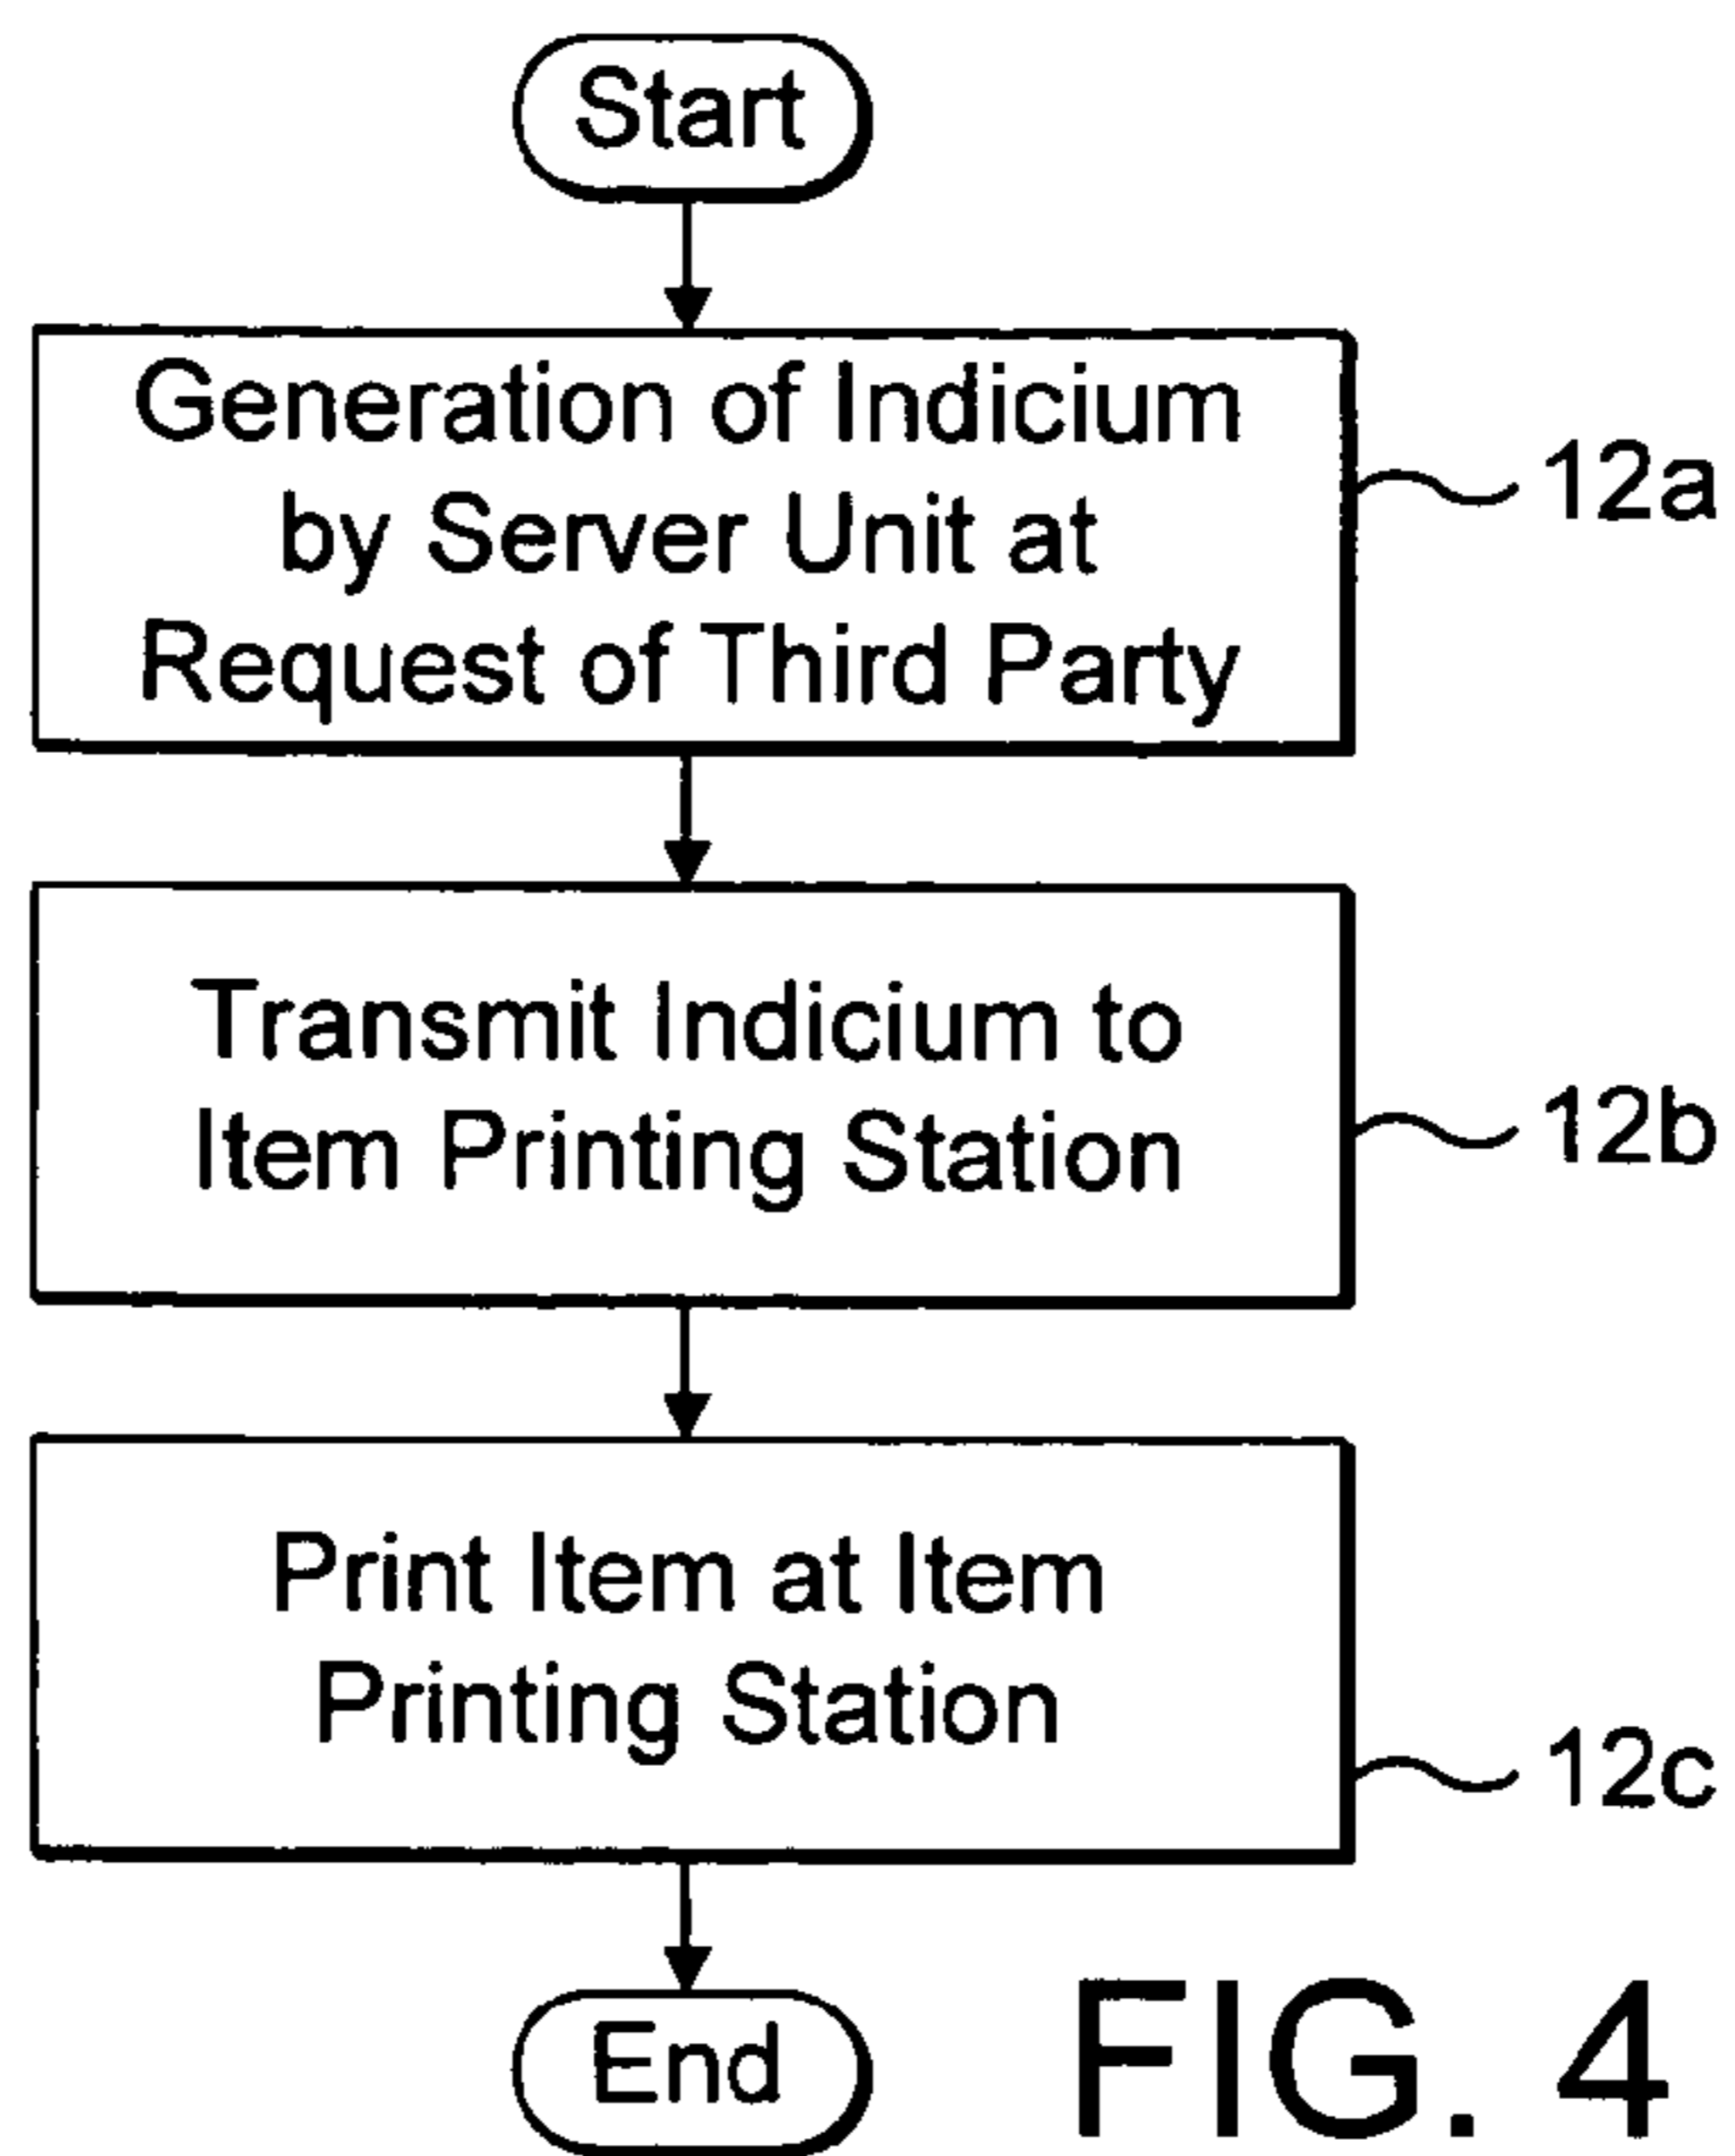 Start
Generation of Indicium
by Server Unit at
Request of Third Party
12a
Transmit Indicium to
Item Printing Station
12b
Print Item at Item
Printing Station
12c
End
FIG. 4